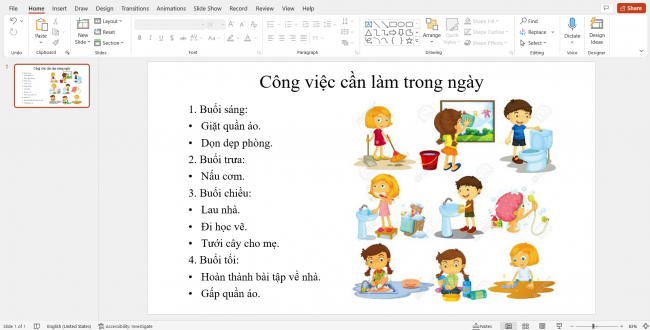 File Home Insert Draw Design Transitions Animations Slide Show Record Review View Help
Share
Undo
Paste
Clipboard
New Slide
Layout
Reset
Section
Slides
Font
Paragraph
Arrange
Quick Styles
Shape Fill
Shape Outline
Shape Effects
Drawing
Find
Replace
Select
Editing
Dictate
Voice
Design Ideas
Designer
1
Công việc cần làm trong ngày
1. Buổi sáng:
• Giặt quần áo.
• Dọn dẹp phòng.
2. Buổi trưa:
• Nấu cơm.
3. Buổi chiều:
• Lau nhà.
• Đi học vẽ.
• Tưới cây cho mẹ.
4. Buổi tối:
• Hoàn thành bài tập về nhà.
• Gấp quần áo.
Slide 1 of 1 English (United States) Accessibility: Investigate
Notes
83%